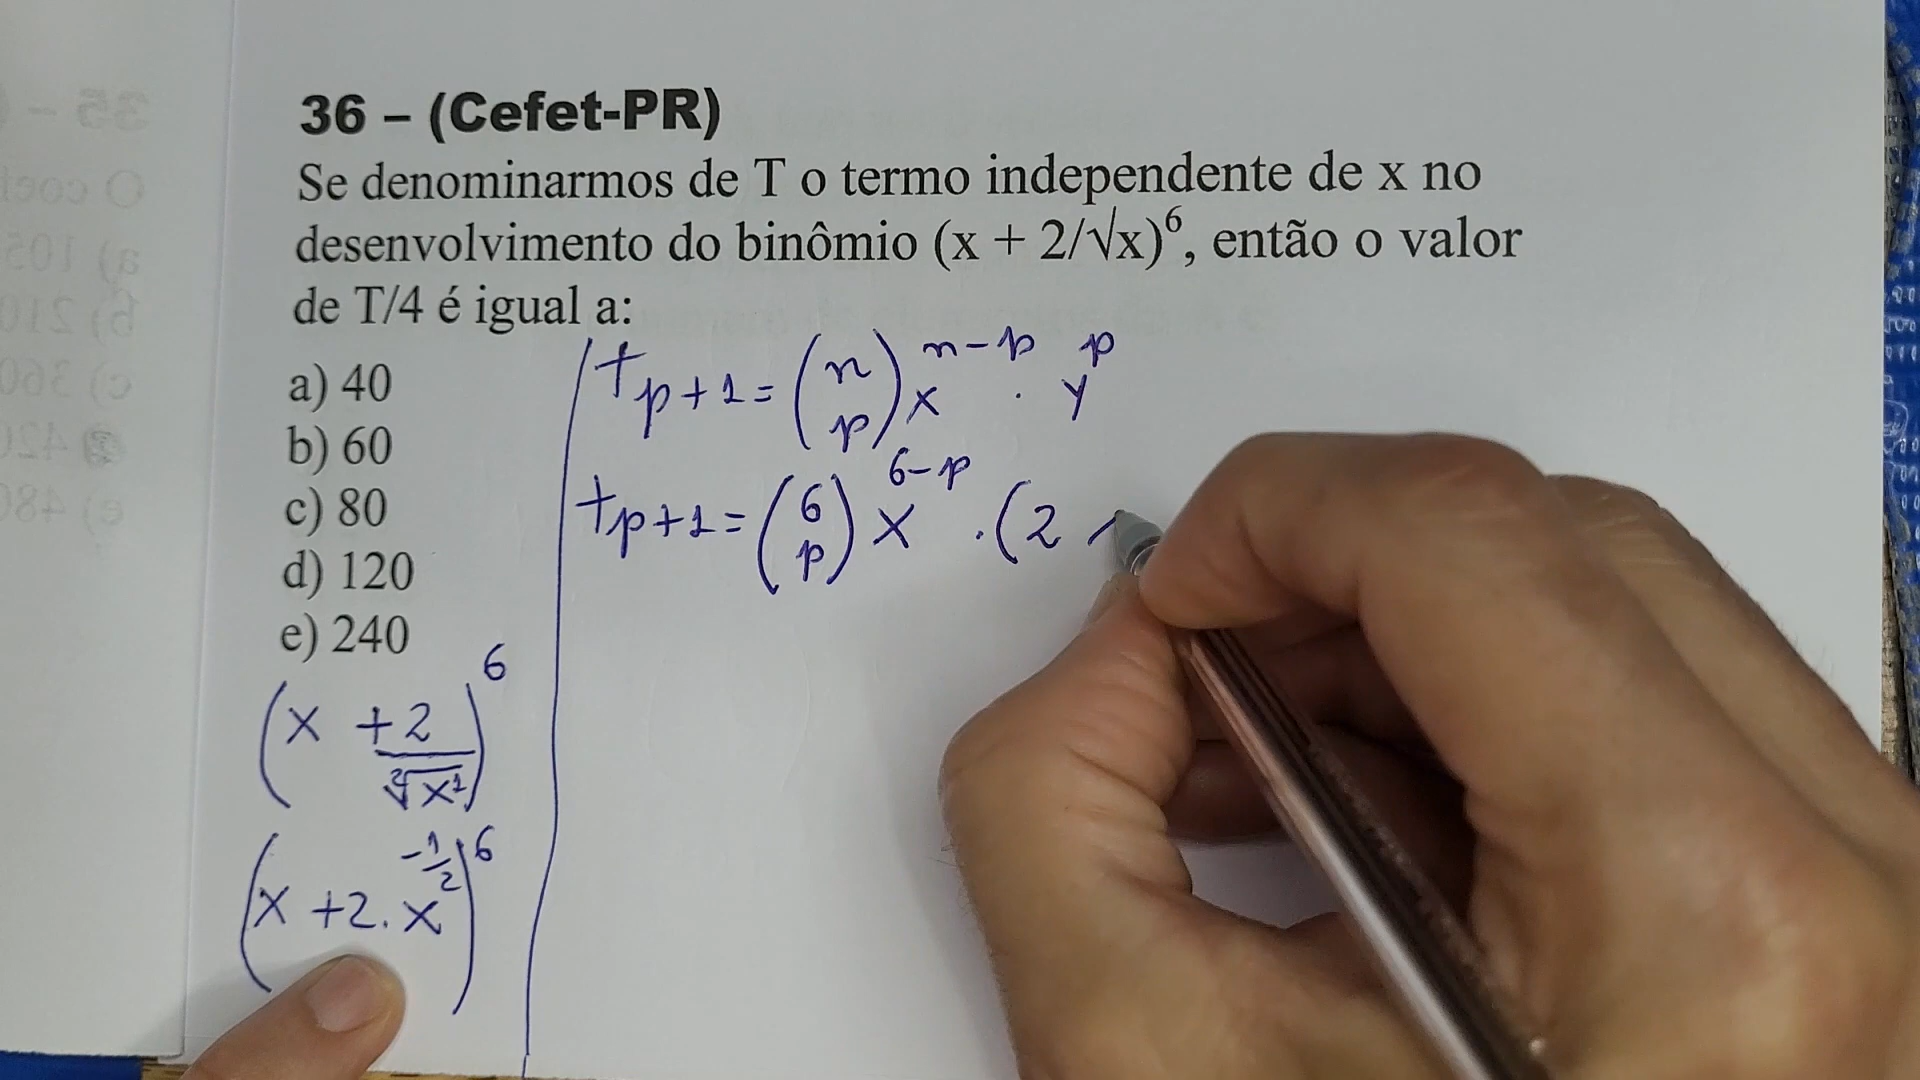 36 – (Cefet-PR)
Se denominarmos de T o termo independente de x no
desenvolvimento do binômio (x + 2/√x)⁶, então o valor
de T/4 é igual a:
a) 40
b) 60
c) 80
d) 120
e) 240
(x + 2/²√x¹)⁶
(x + 2 . x^(-1/2))⁶
t p+1 = (n p) x^(n-p) . y^p
t p+1 = (6 p) x^(6-p) . (2